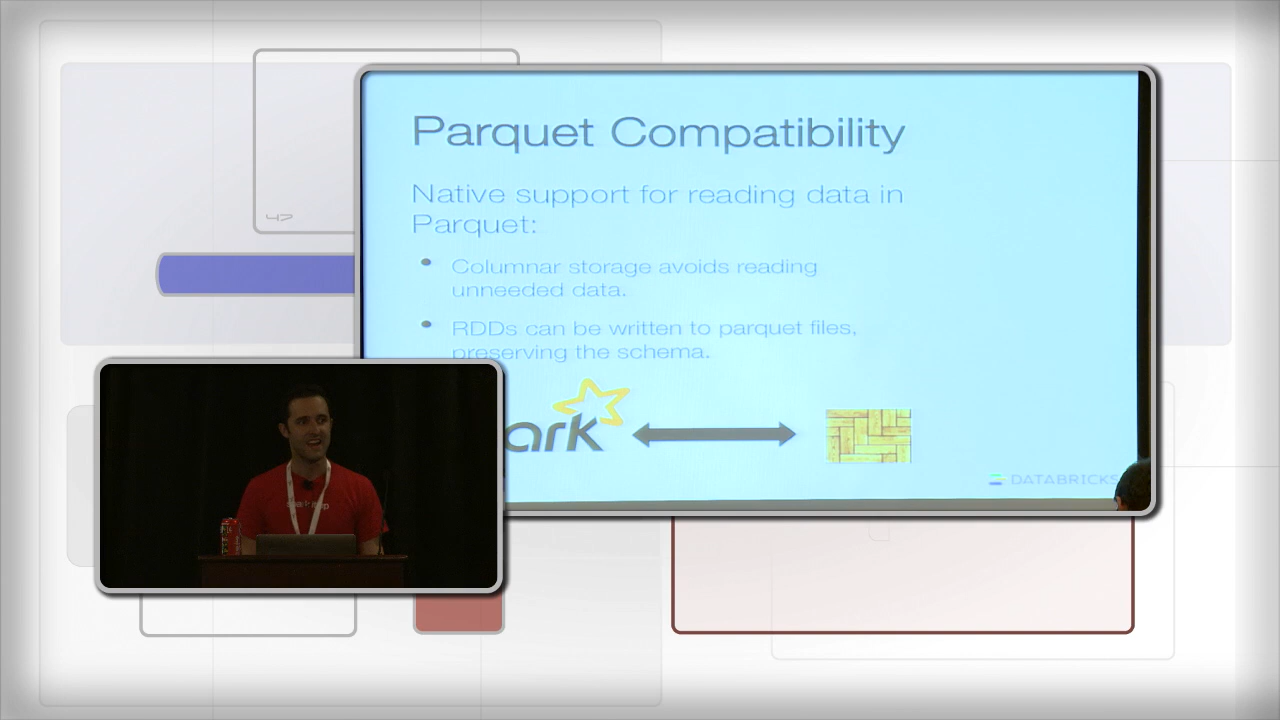 Parquet Compatibility
Native support for reading data in
Parquet:
Columnar storage avoids reading
unneeded data.
RDDs can be written to parquet files,
preserving the schema.
ark
DATABRICKS
47